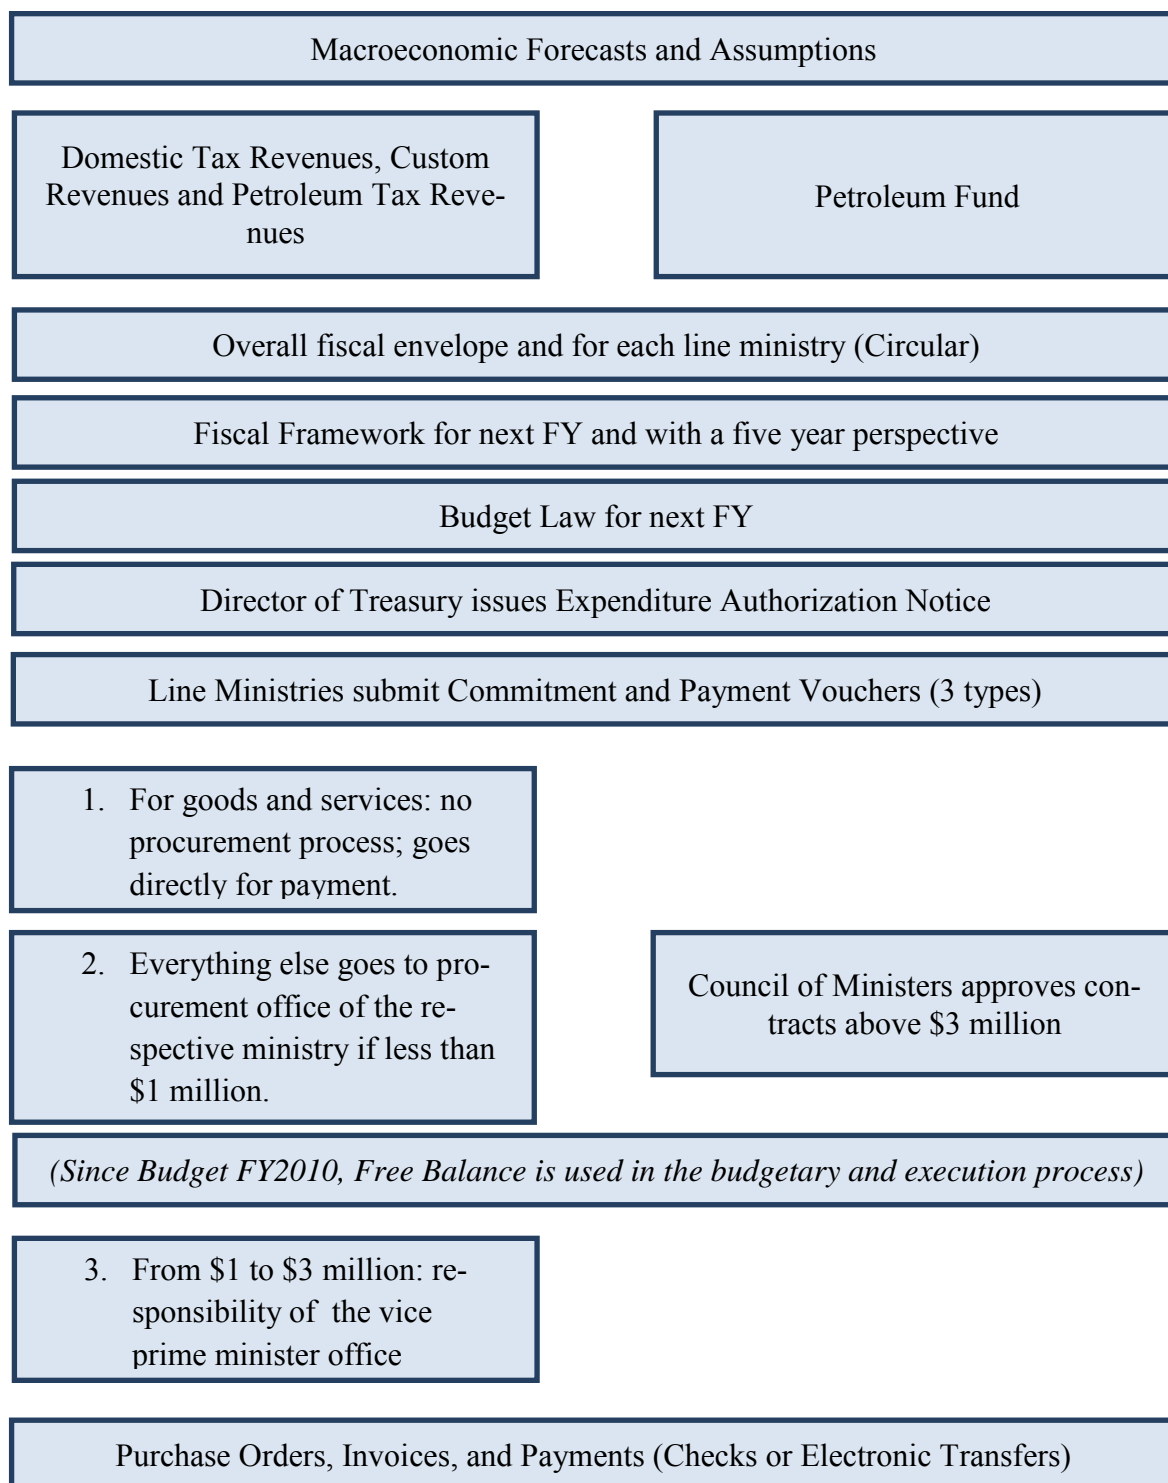 Macroeconomic Forecasts and Assumptions
Domestic Tax Revenues, Custom
Revenues and Petroleum Tax Reve-
nues
Petroleum Fund
Overall fiscal envelope and for each line ministry (Circular)
Fiscal Framework for next FY and with a five year perspective
Budget Law for next FY
Director of Treasury issues Expenditure Authorization Notice
Line Ministries submit Commitment and Payment Vouchers (3 types)
1. For goods and services: no
procurement process; goes
directly for payment.
2. Everything else goes to pro-
curement office of the re-
spective ministry if less than
$1 million.
Council of Ministers approves con-
tracts above $3 million
(Since Budget FY2010, Free Balance is used in the budgetary and execution process)
3. From $1 to $3 million: re-
sponsibility of the vice
prime minister office
Purchase Orders, Invoices, and Payments (Checks or Electronic Transfers)